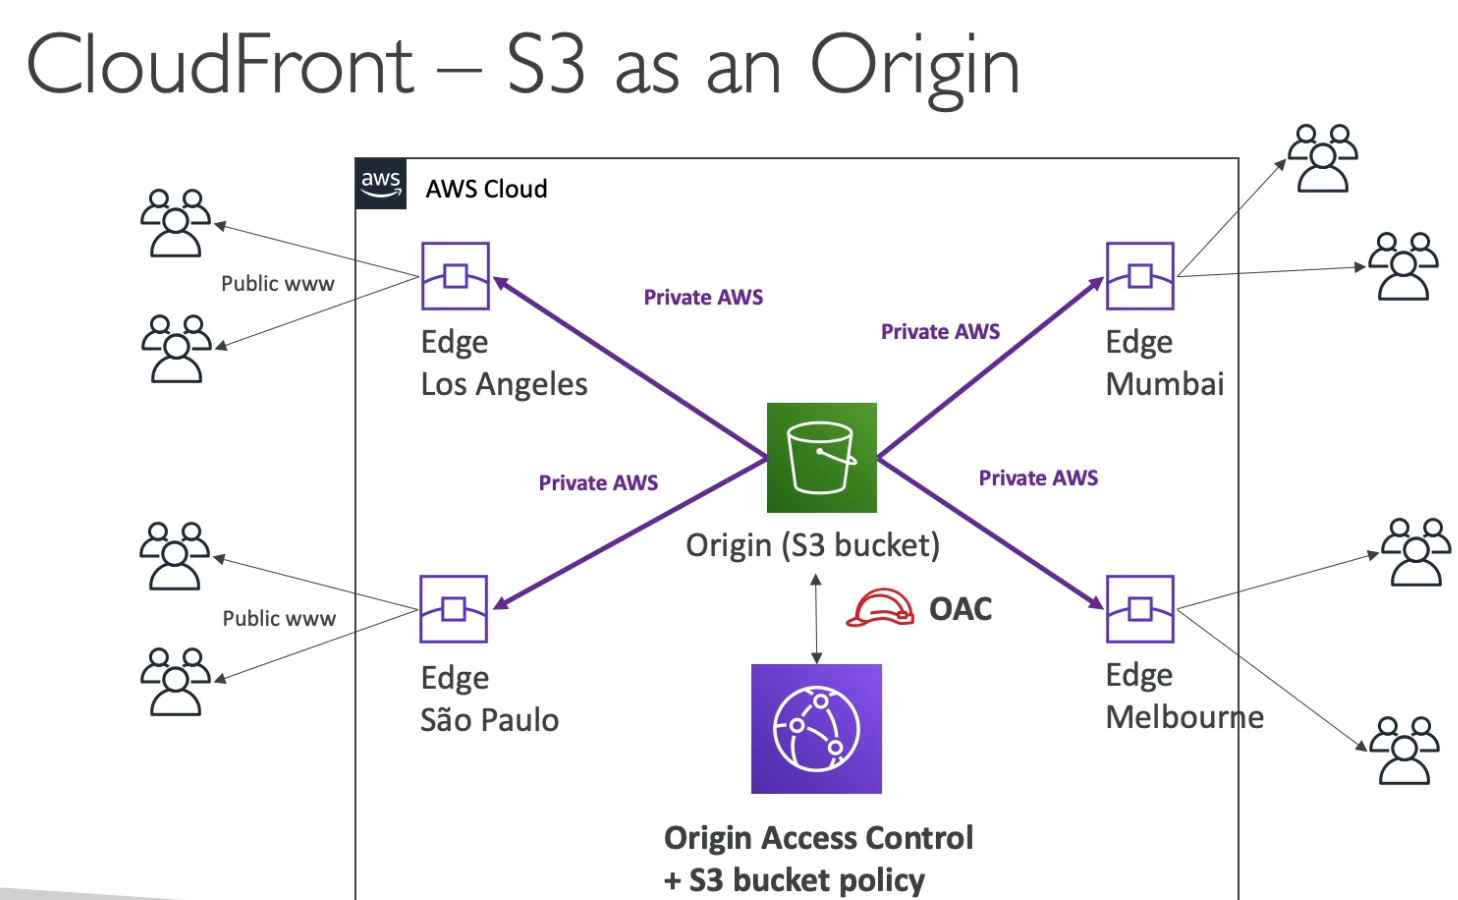 CloudFront – S3 as an Origin
aws
AWS Cloud
Public www
Edge
Los Angeles
Private AWS
Private AWS
Edge
Mumbai
Private AWS
Private AWS
Origin (S3 bucket)
OAC
Public www
Edge
São Paulo
Edge
Melbourne
Origin Access Control
+ S3 bucket policy